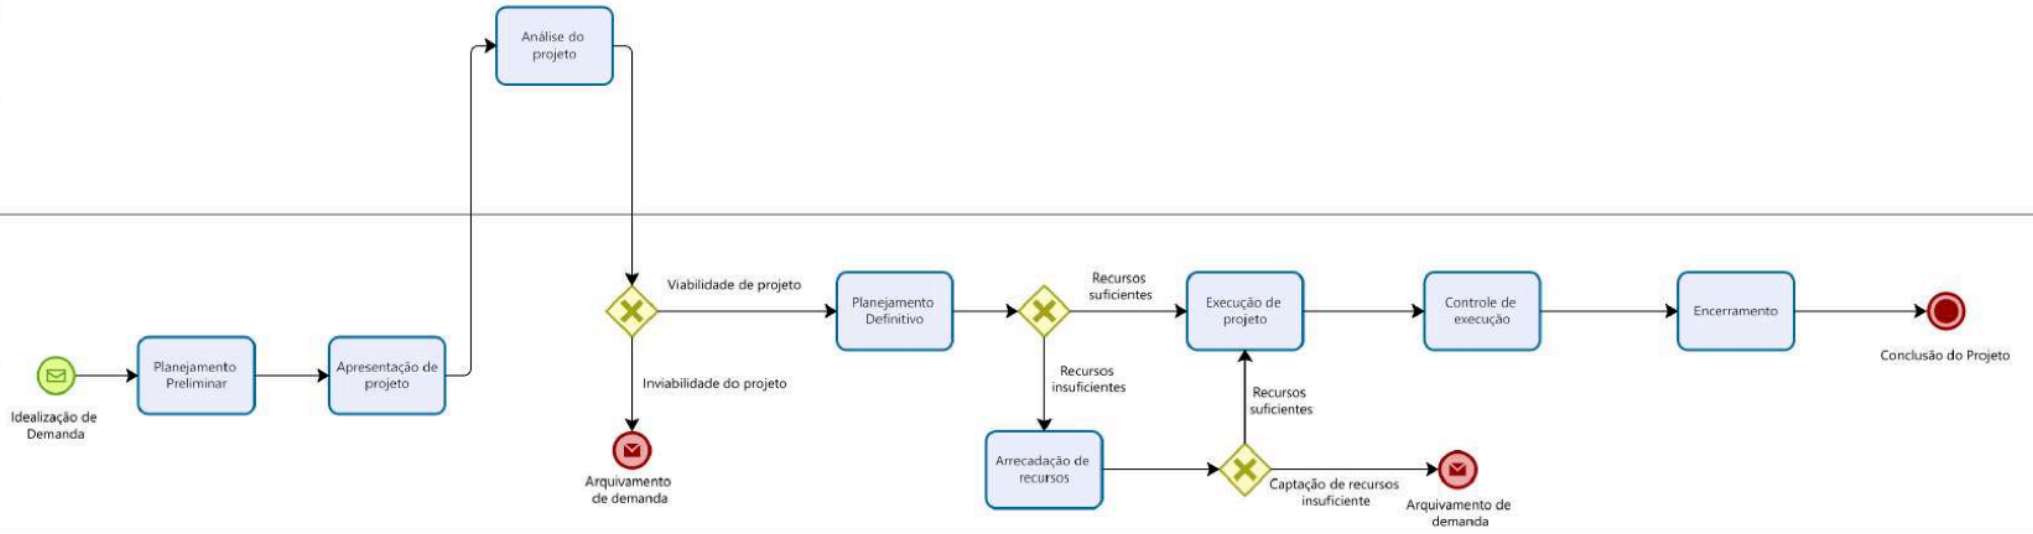 Análise do
projeto
Idealização de
Demanda
Planejamento
Preliminar
Apresentação de
projeto
Viabilidade de projeto
Inviabilidade do projeto
Arquivamento
de demanda
Planejamento
Definitivo
Recursos
suficientes
Recursos
insuficientes
Arrecadação de
recursos
Execução de
projeto
Recursos
suficientes
Captação de recursos
insuficiente
Arquivamento de
demanda
Controle de
execução
Encerramento
Conclusão do Projeto